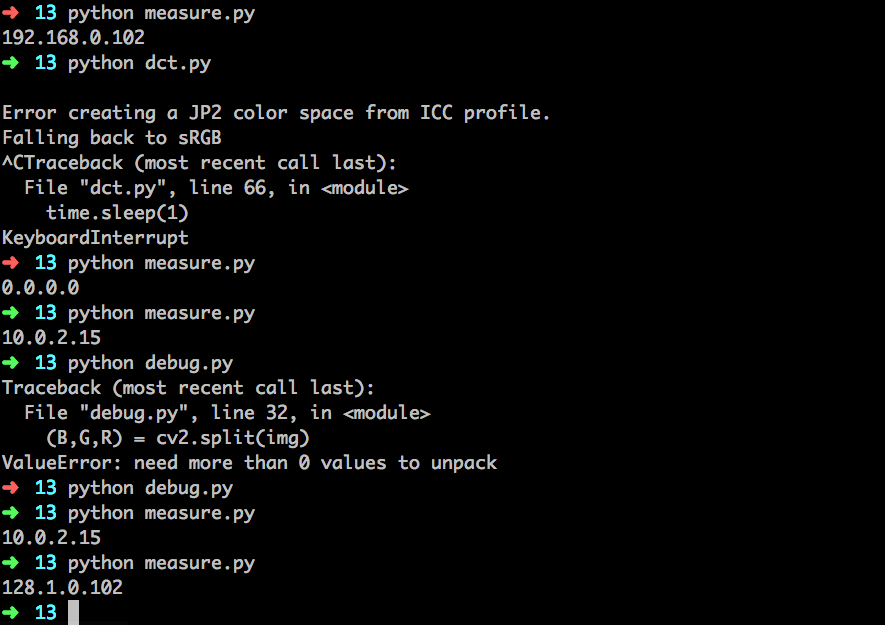 ➜ 13 python measure.py
192.168.0.102
➜ 13 python dct.py

Error creating a JP2 color space from ICC profile.
Falling back to sRGB
^CTraceback (most recent call last):
  File "dct.py", line 66, in <module>
    time.sleep(1)
KeyboardInterrupt
➜ 13 python measure.py
0.0.0.0
➜ 13 python measure.py
10.0.2.15
➜ 13 python debug.py
Traceback (most recent call last):
  File "debug.py", line 32, in <module>
    (B,G,R) = cv2.split(img)
ValueError: need more than 0 values to unpack
➜ 13 python debug.py
➜ 13 python measure.py
10.0.2.15
➜ 13 python measure.py
128.1.0.102
➜ 13